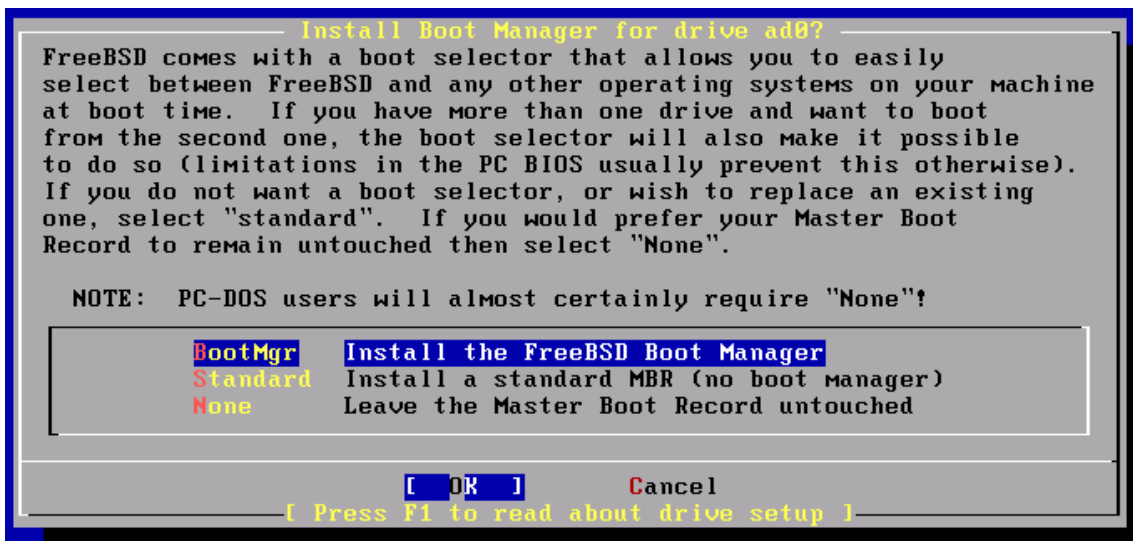 Install Boot Manager for drive ad0?
FreeBSD comes with a boot selector that allows you to easily
select between FreeBSD and any other operating systems on your machine
at boot time.  If you have more than one drive and want to boot
from the second one, the boot selector will also make it possible
to do so (limitations in the PC BIOS usually prevent this otherwise).
If you do not want a boot selector, or wish to replace an existing
one, select "standard".  If you would prefer your Master Boot
Record to remain untouched then select "None".
NOTE:  PC-DOS users will almost certainly require "None"!
BootMgr   Install the FreeBSD Boot Manager
Standard  Install a standard MBR (no boot manager)
None      Leave the Master Boot Record untouched
[  OK  ]       Cancel
[ Press F1 to read about drive setup ]